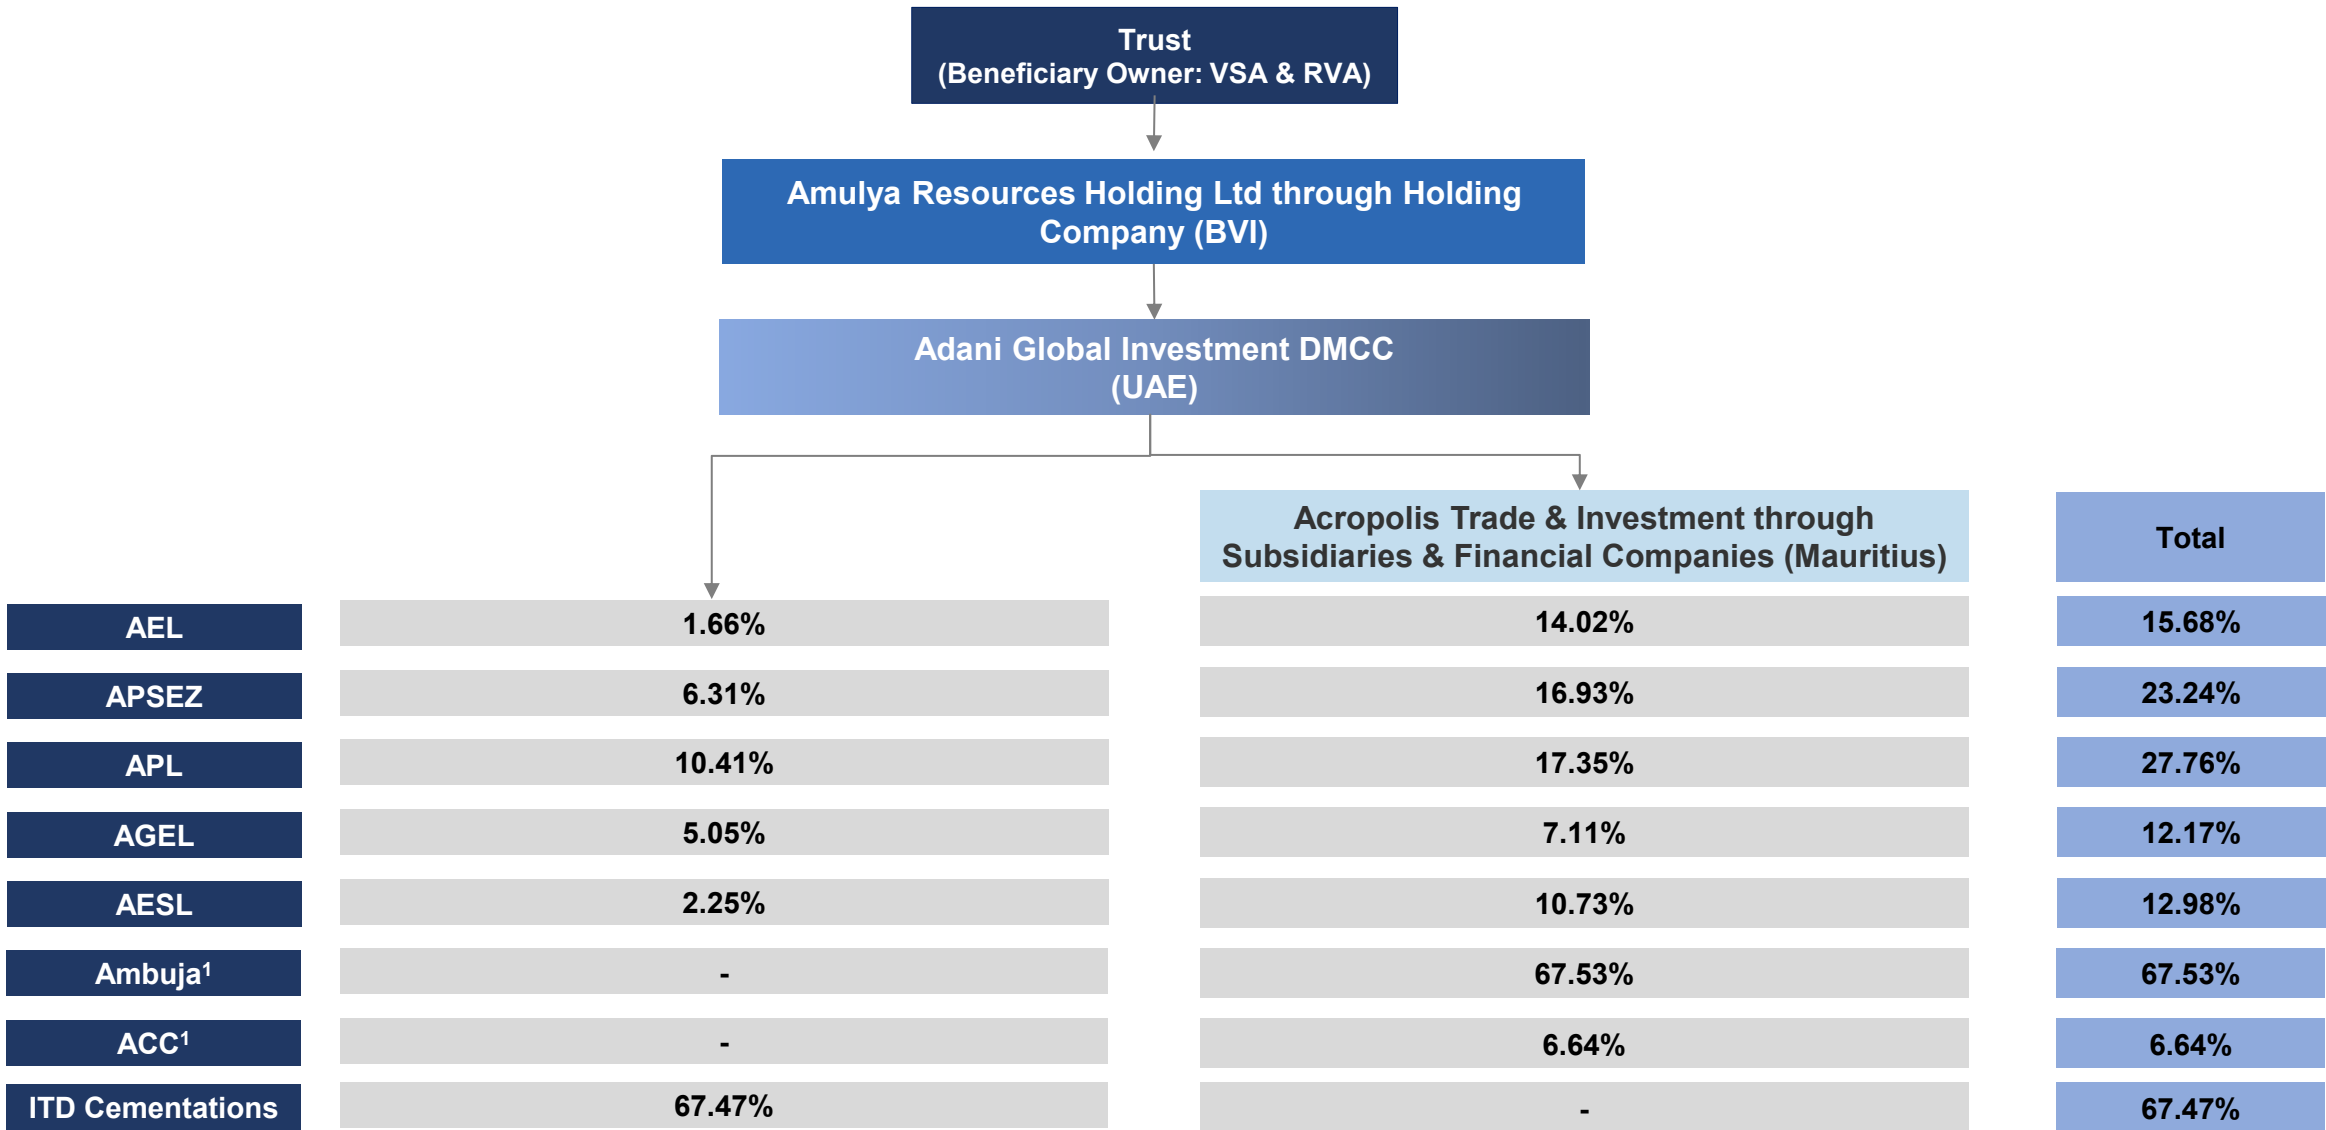 Trust
(Beneficiary Owner: VSA & RVA)
Amulya Resources Holding Ltd through Holding
Company (BVI)
Adani Global Investment DMCC
(UAE)
Acropolis Trade & Investment through
Subsidiaries & Financial Companies (Mauritius)
Total
AEL 1.66% 14.02% 15.68%
APSEZ 6.31% 16.93% 23.24%
APL 10.41% 17.35% 27.76%
AGEL 5.05% 7.11% 12.17%
AESL 2.25% 10.73% 12.98%
Ambuja¹ - 67.53% 67.53%
ACC¹ - 6.64% 6.64%
ITD Cementations 67.47% - 67.47%